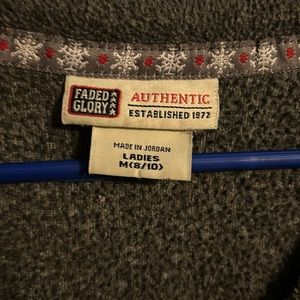 FADED
GLORY
AUTHENTIC
ESTABLISHED 1972
MADE IN JORDAN
LADIES
M(8/10)